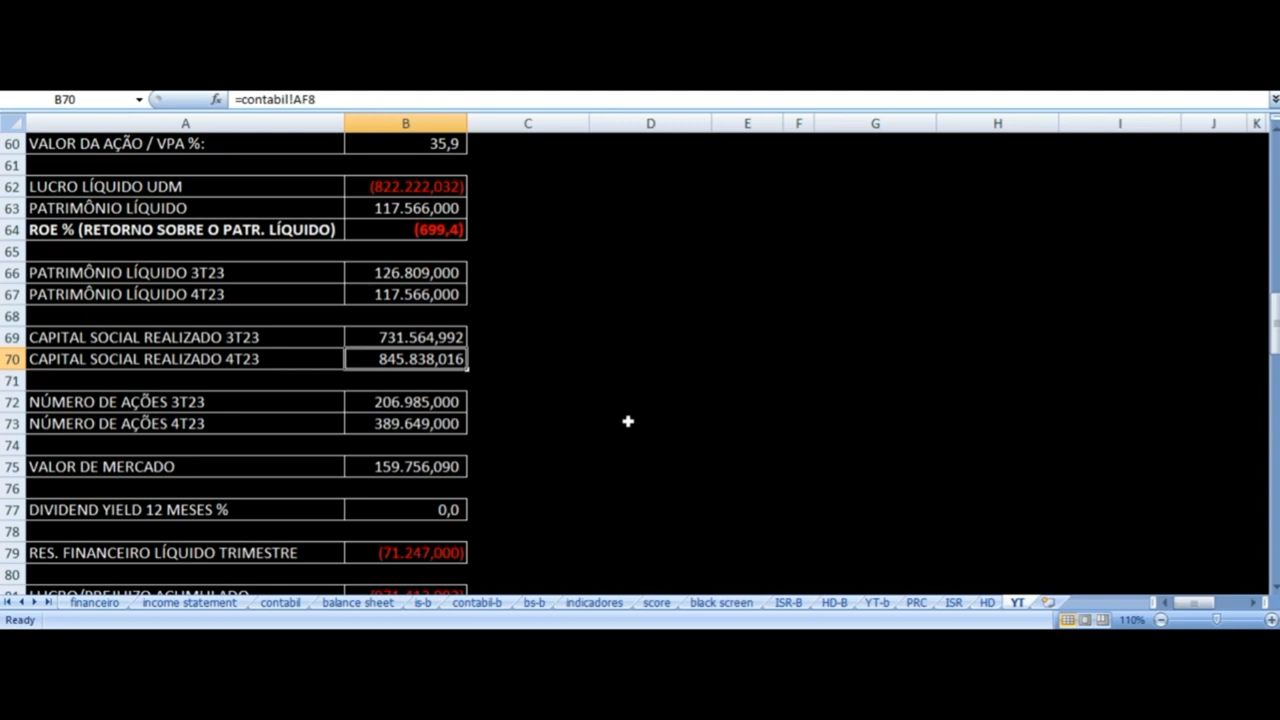 B70 =contabil!AF8
A B C D E F G H I J K
60 VALOR DA AÇÃO / VPA %: 35,9
61
62 LUCRO LÍQUIDO UDM (822.222,032)
63 PATRIMÔNIO LÍQUIDO 117.566,000
64 ROE % (RETORNO SOBRE O PATR. LÍQUIDO) (699,4)
65
66 PATRIMÔNIO LÍQUIDO 3T23 126.809,000
67 PATRIMÔNIO LÍQUIDO 4T23 117.566,000
68
69 CAPITAL SOCIAL REALIZADO 3T23 731.564,992
70 CAPITAL SOCIAL REALIZADO 4T23 845.838,016
71
72 NÚMERO DE AÇÕES 3T23 206.985,000
73 NÚMERO DE AÇÕES 4T23 389.649,000
74
75 VALOR DE MERCADO 159.756,090
76
77 DIVIDEND YIELD 12 MESES % 0,0
78
79 RES. FINANCEIRO LÍQUIDO TRIMESTRE (71.247,000)
80
financeiro income statement contabil balance sheet is-b contabil-b bs-b indicadores score black screen ISR-B HD-B YT-b PRC ISR HD YT
Ready 110%